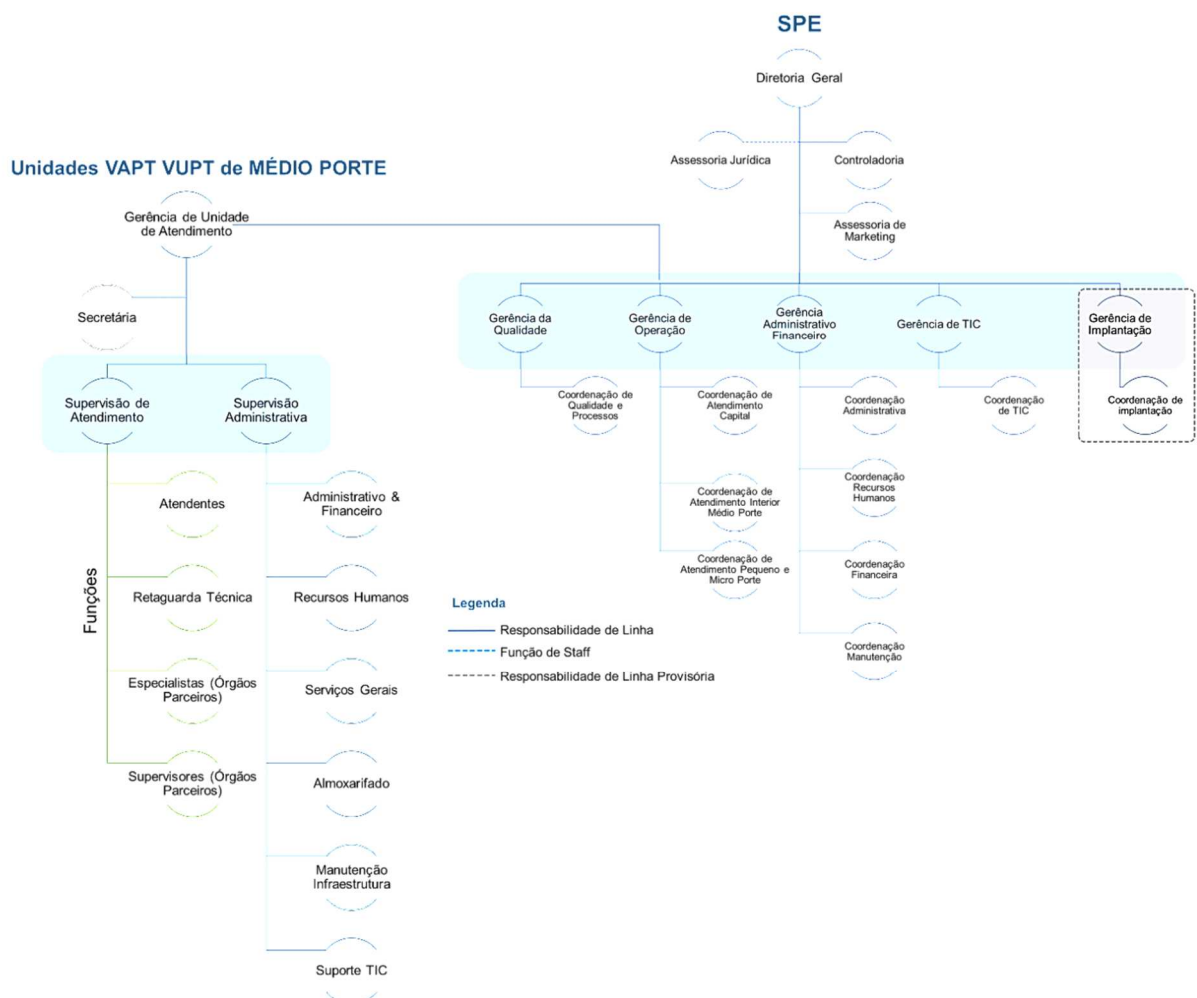 SPE
Diretoria Geral
Assessoria Jurídica
Controladoria
Assessoria de
Marketing
Unidades VAPT VUPT de MÉDIO PORTE
Gerência de Unidade
de Atendimento
Secretária
Supervisão de
Atendimento
Supervisão
Administrativa
Funções
Atendentes
Retaguarda Técnica
Especialistas (Órgãos
Parceiros)
Supervisores (Órgãos
Parceiros)
Administrativo &
Financeiro
Recursos Humanos
Serviços Gerais
Almoxarifado
Manutenção
Infraestrutura
Suporte TIC
Gerência da
Qualidade
Gerência de
Operação
Gerência
Administrativo
Financeiro
Gerência de TIC
Gerência de
Implantação
Coordenação de
Qualidade e
Processos
Coordenação de
Atendimento
Capital
Coordenação
Administrativa
Coordenação
de TIC
Coordenação de
implantação
Coordenação de
Atendimento Interior
Médio Porte
Coordenação
Recursos
Humanos
Coordenação de
Atendimento Pequeno e
Micro Porte
Coordenação
Financeira
Coordenação
Manutenção
Legenda
Responsabilidade de Linha
Função de Staff
Responsabilidade de Linha Provisória